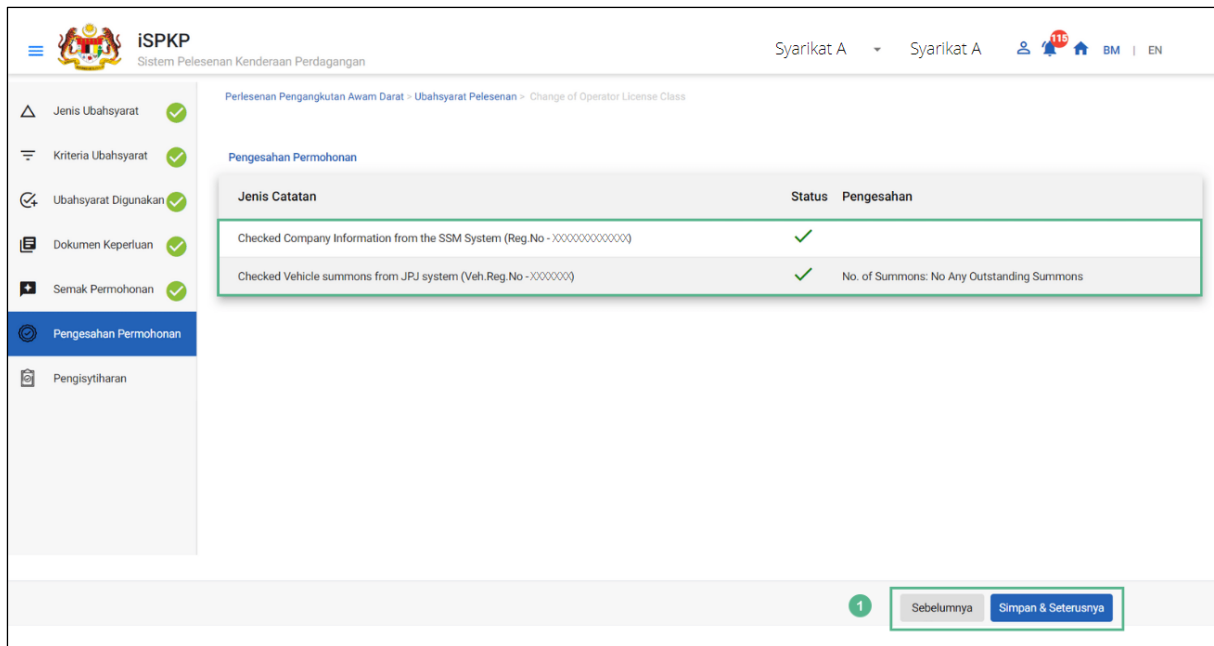 iSPKP
Sistem Pelesenan Kenderaan Perdagangan
Syarikat A
Syarikat A
116
BM | EN
Jenis Ubahsyarat
Kriteria Ubahsyarat
Ubahsyarat Digunakan
Dokumen Keperluan
Semak Permohonan
Pengesahan Permohonan
Pengisytiharan
Perlesenan Pengangkutan Awam Darat > Ubahsyarat Pelesenan > Change of Operator License Class
Pengesahan Permohonan
Jenis Catatan Status Pengesahan
Checked Company Information from the SSM System (Reg.No - XXXXXXXXXXXX)
Checked Vehicle summons from JPJ system (Veh.Reg.No -XXXXXXX) No. of Summons: No Any Outstanding Summons
1 Sebelumnya Simpan & Seterusnya